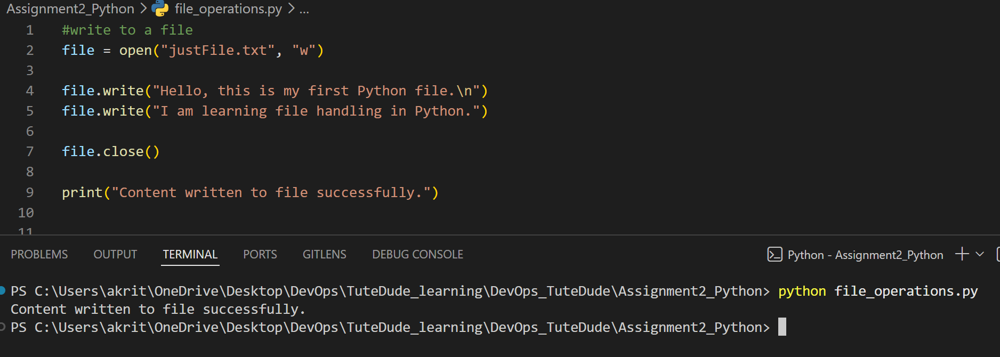 Assignment2_Python > file_operations.py > ...
1 #write to a file
2 file = open("justFile.txt", "w")
3
4 file.write("Hello, this is my first Python file.\n")
5 file.write("I am learning file handling in Python.")
6
7 file.close()
8
9 print("Content written to file successfully.")
10
11
PROBLEMS OUTPUT TERMINAL PORTS GITLENS DEBUG CONSOLE Python - Assignment2_Python
PS C:\Users\akrit\OneDrive\Desktop\DevOps\TuteDude_learning\DevOps_TuteDude\Assignment2_Python> python file_operations.py
Content written to file successfully.
PS C:\Users\akrit\OneDrive\Desktop\DevOps\TuteDude_learning\DevOps_TuteDude\Assignment2_Python>